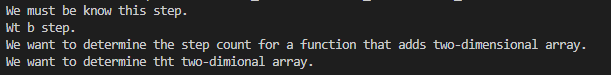 We must be know this step.
Wt b step.
We want to determine the step count for a function that adds two-dimensional array.
We want to determine tht two-dimional array.